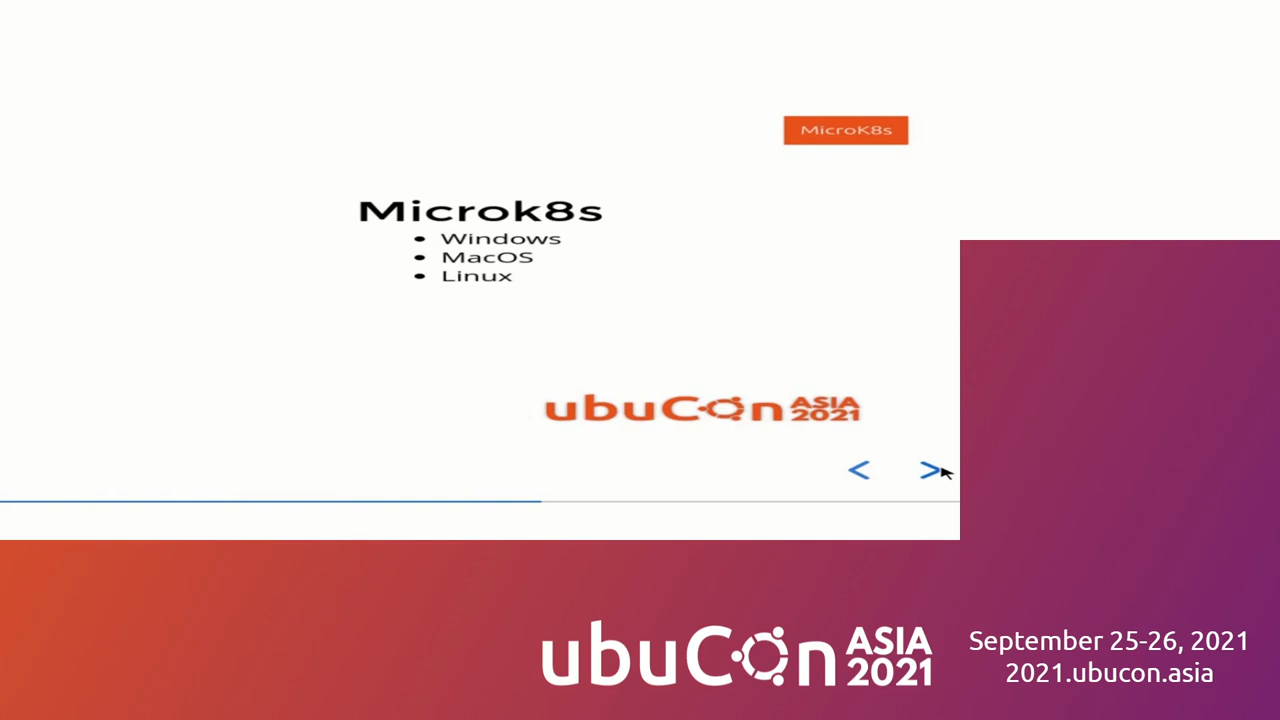 MicroK8s
Microk8s
Windows
MacOS
Linux
ubuCon ASIA 2021
< >
ubuCon ASIA 2021
September 25-26, 2021
2021.ubucon.asia